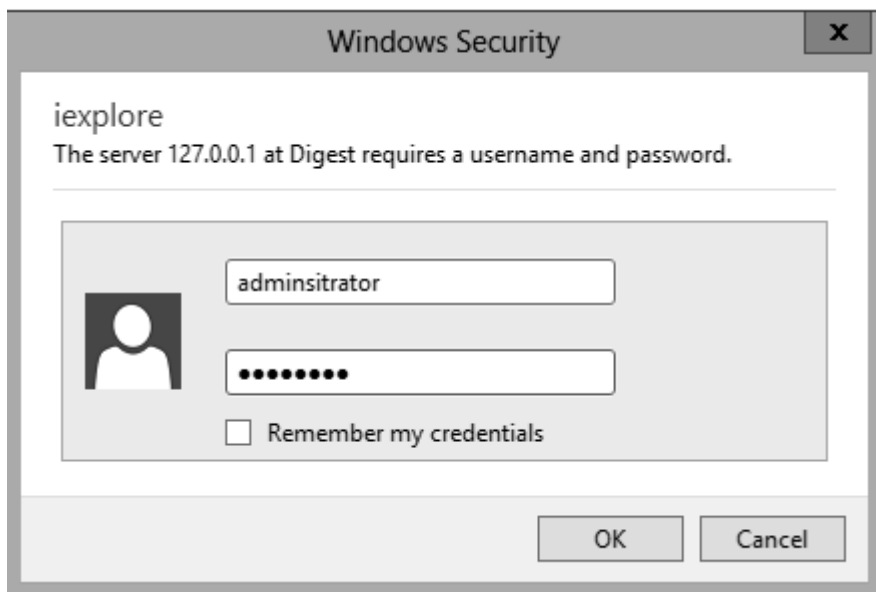 Windows Security
x
iexplore
The server 127.0.0.1 at Digest requires a username and password.
adminsitrator
••••••••
Remember my credentials
OK
Cancel